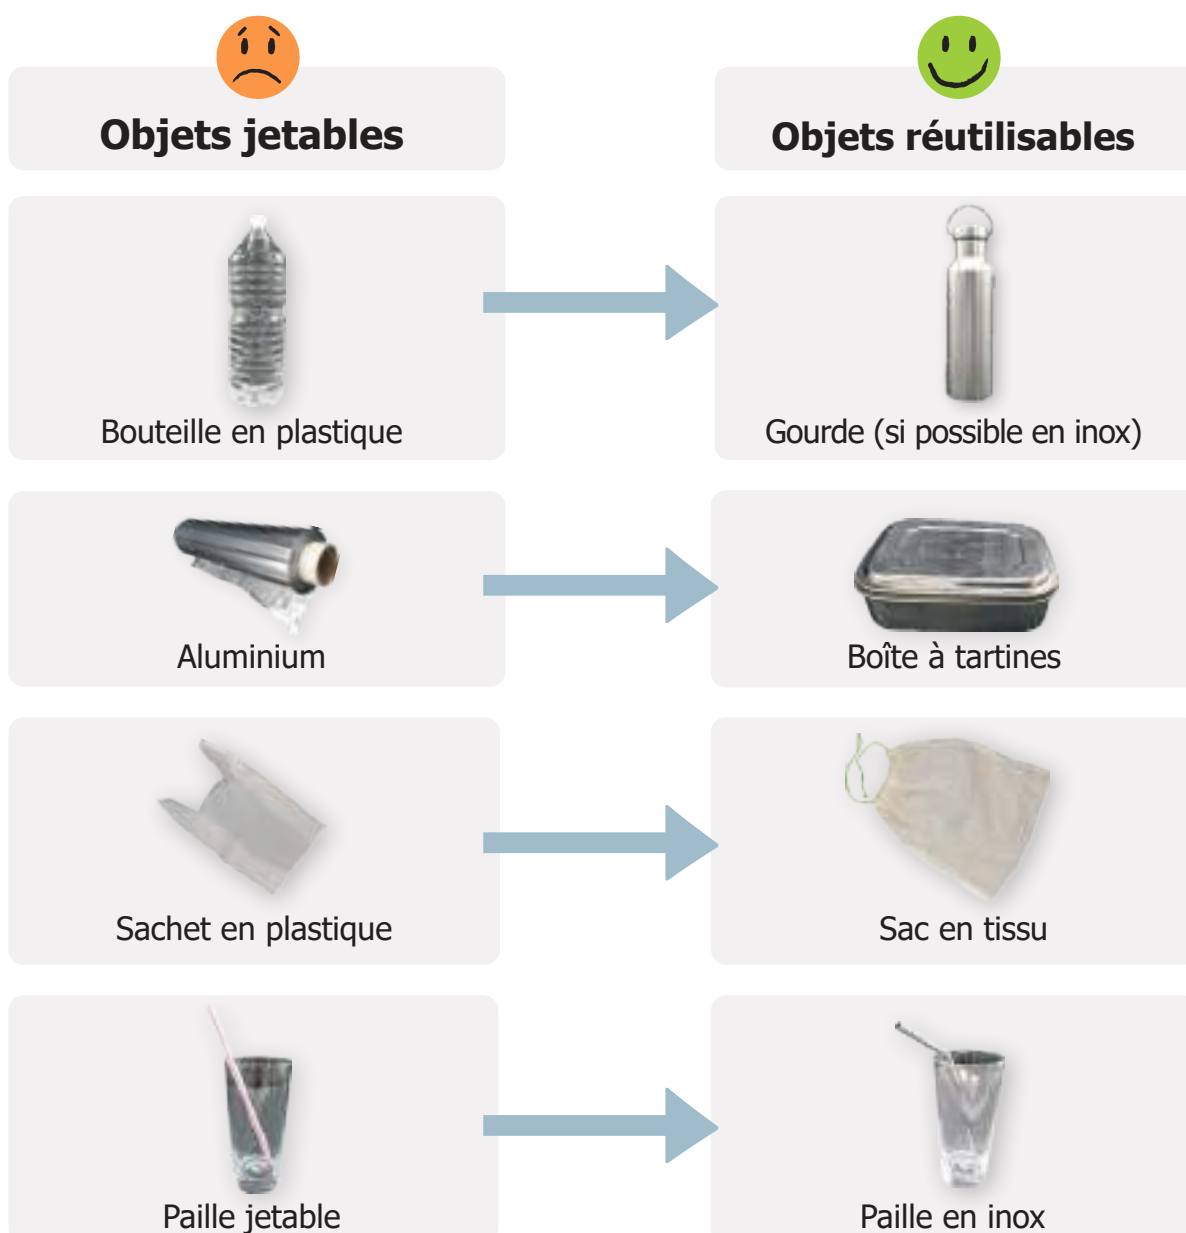 Objets jetables
Objets réutilisables
Bouteille en plastique
Gourde (si possible en inox)
Aluminium
Boîte à tartines
Sachet en plastique
Sac en tissu
Paille jetable
Paille en inox